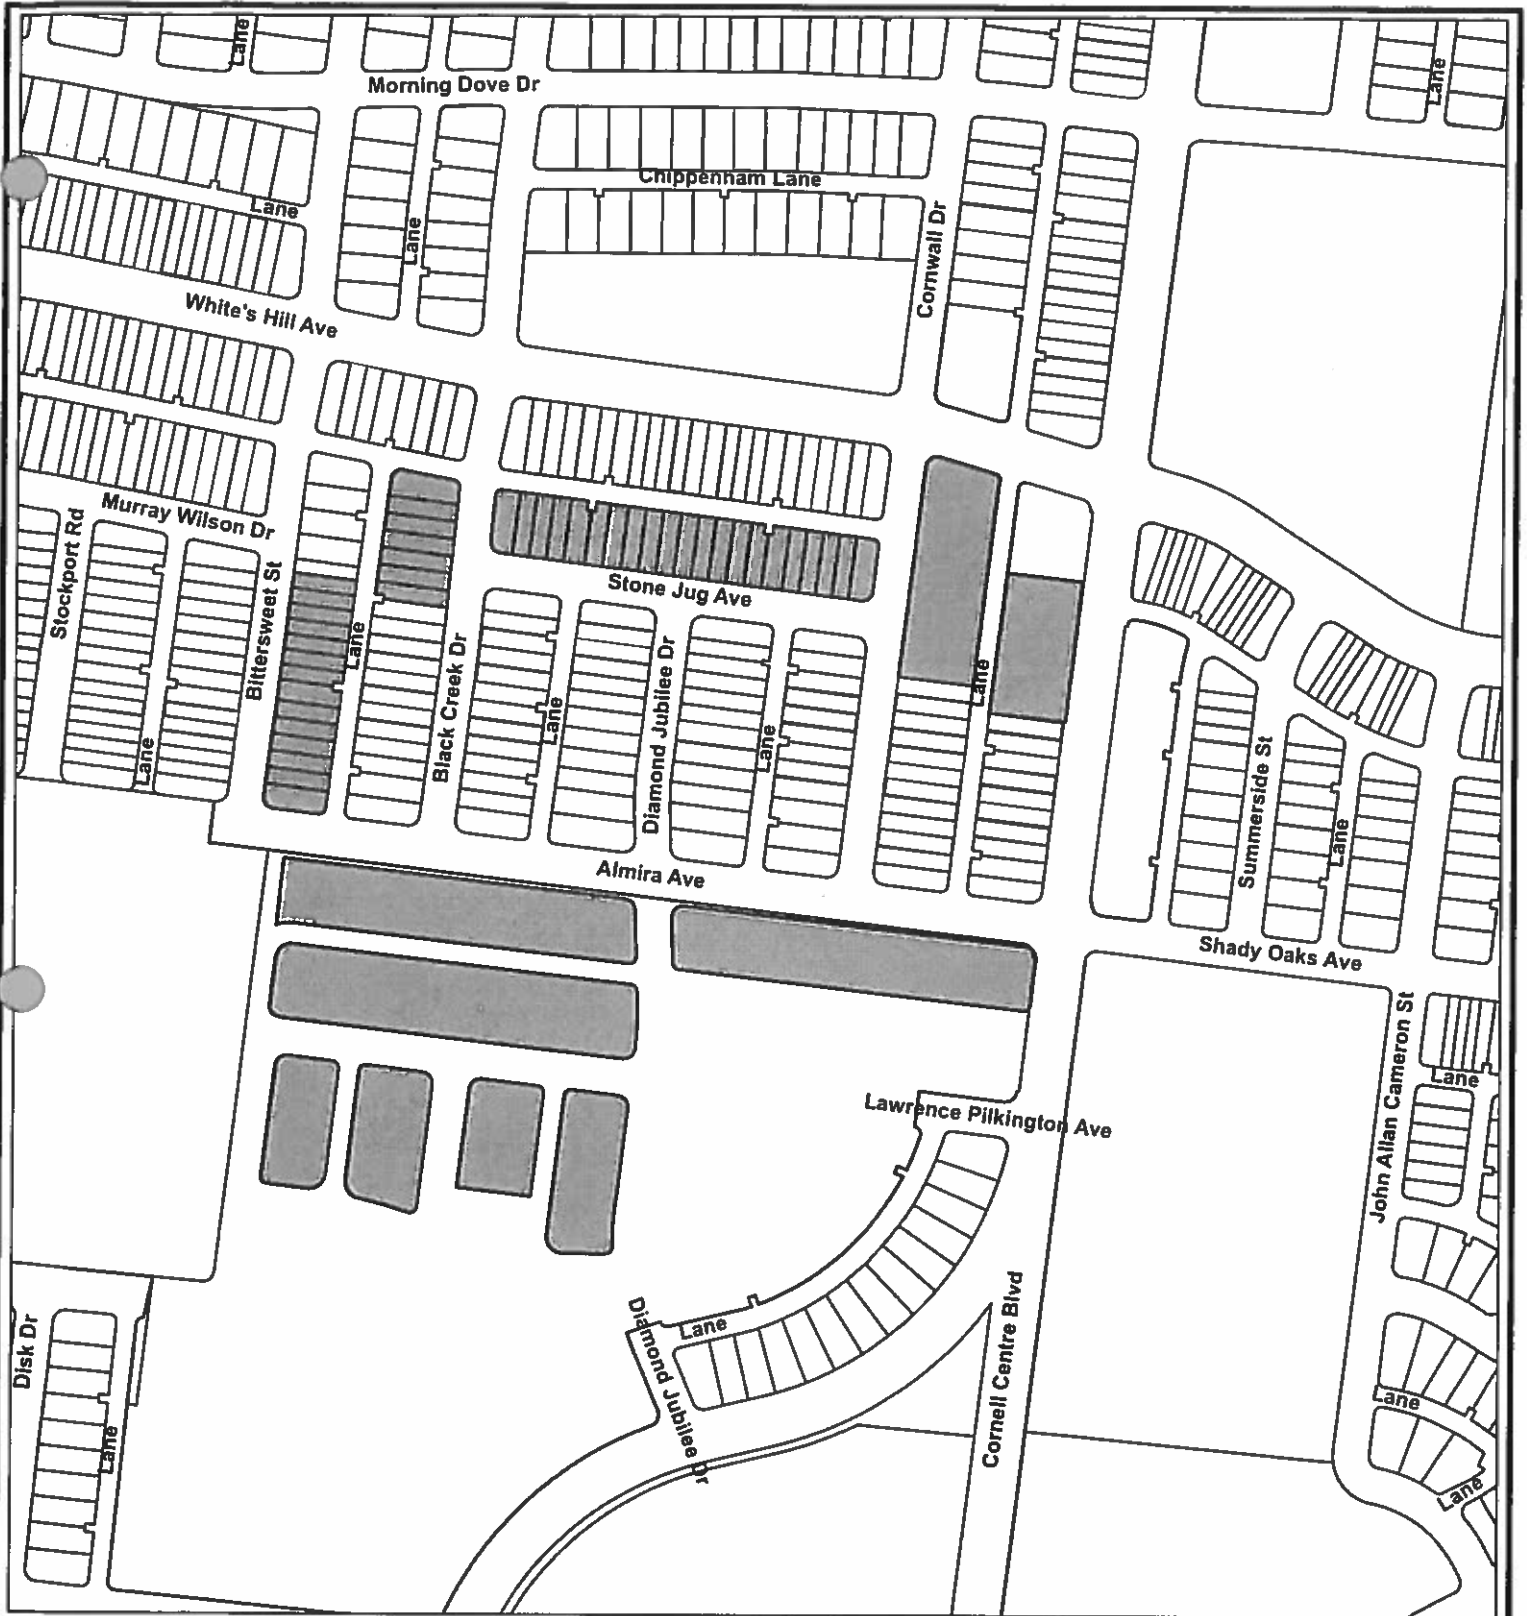 Lane
Lane
Morning Dove Dr
Chippenham Lane
Lane
Lane
Cornwall Dr
White's Hill Ave
Murray Wilson Dr
Stockport Rd
Bittersweet St
Lane
Lane
Black Creek Dr
Stone Jug Ave
Lane
Diamond Jubilee Dr
Lane
Lane
Summerside St
Lane
Almira Ave
Shady Oaks Ave
John Allan Cameron St
Lane
Lawrence Pilkington Ave
Disk Dr
Lane
Diamond Jubilee Dr
Lane
Cornell Centre Blvd
Lane
Lane